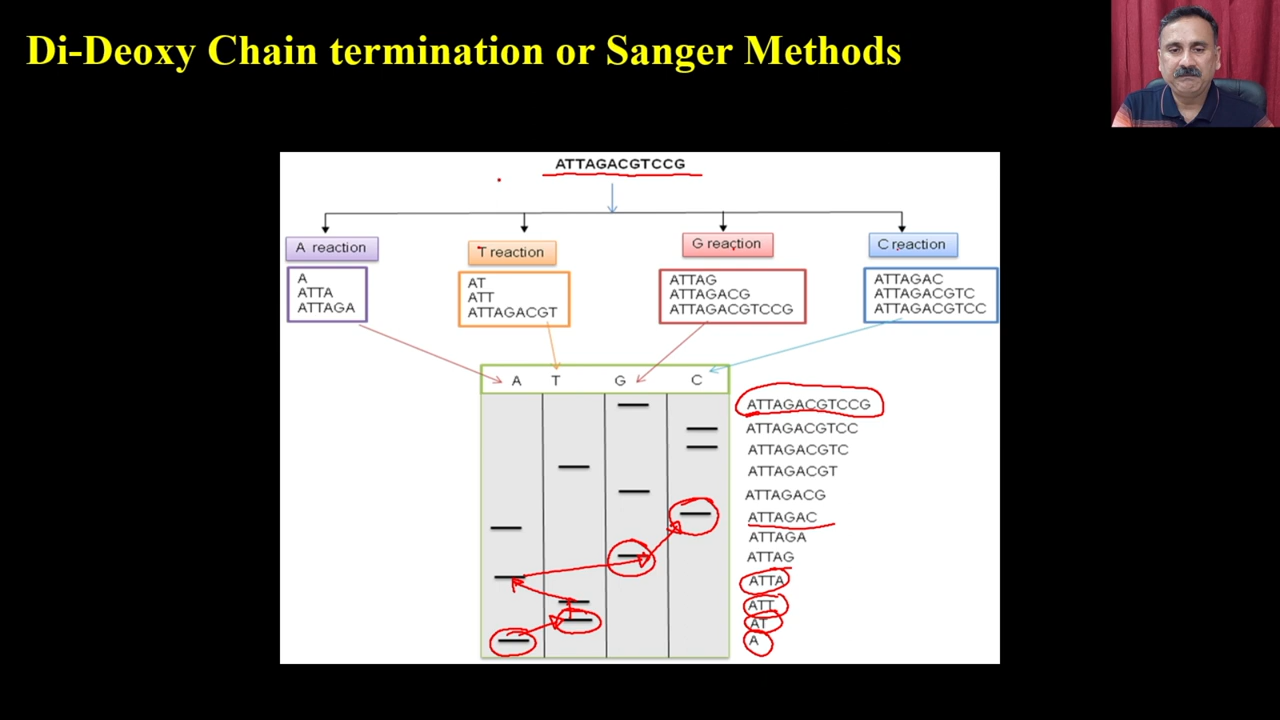 Di-Deoxy Chain termination or Sanger Methods
ATTAGACGTCCG
A reaction
T reaction
G reaction
C reaction
A
ATTA
ATTAGA
AT
ATT
ATTAGACGT
ATTAG
ATTAGACG
ATTAGACGTCCG
ATTAGAC
ATTAGACGTC
ATTAGACGTCC
A T G C
ATTAGACGTCCG
ATTAGACGTCC
ATTAGACGTC
ATTAGACGT
ATTAGACG
ATTAGAC
ATTAGA
ATTAG
ATTA
ATT
AT
A